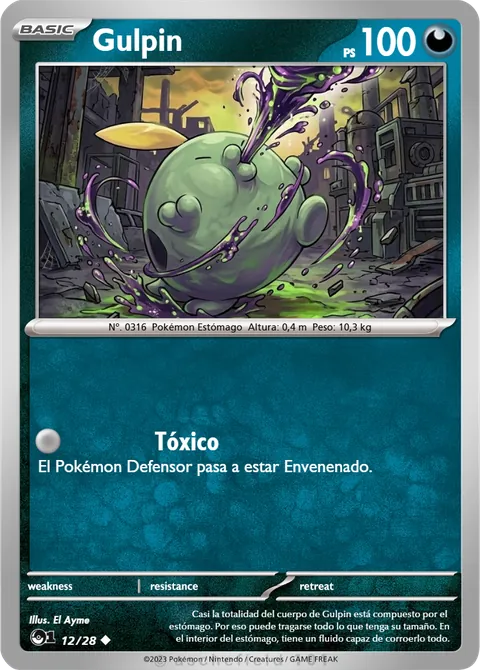 BASIC
Gulpin
PS 100
Nº. 0316 Pokémon Estómago Altura: 0,4 m Peso: 10,3 kg
Tóxico
El Pokémon Defensor pasa a estar Envenenado.
weakness resistance retreat
Illus. El Ayme
12/28
Casi la totalidad del cuerpo de Gulpin está compuesto por el
estómago. Por eso puede tragarse todo lo que tenga su tamaño. En
el interior del estómago, tiene un fluido capaz de corroerlo todo.
©2023 Pokémon / Nintendo / Creatures / GAME FREAK